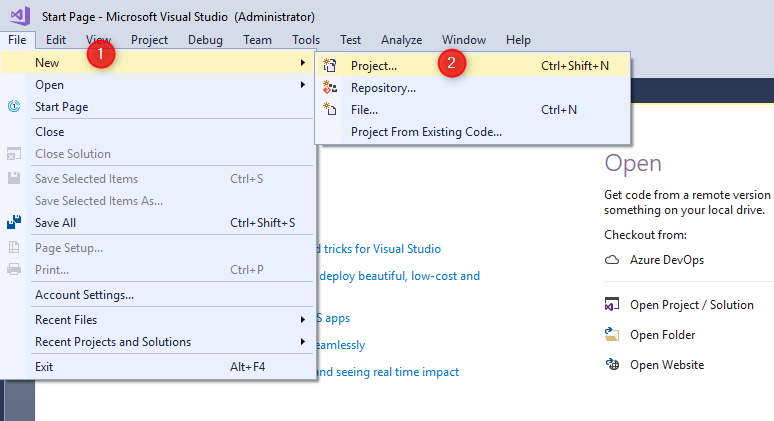 Start Page - Microsoft Visual Studio (Administrator)
File Edit View Project Debug Team Tools Test Analyze Window Help
1
2
New
Open
Start Page
Close
Close Solution
Save Selected Items Ctrl+S
Save Selected Items As...
Save All Ctrl+Shift+S
Page Setup...
Print... Ctrl+P
Account Settings...
Recent Files
Recent Projects and Solutions
Exit Alt+F4
Project... Ctrl+Shift+N
Repository...
File... Ctrl+N
Project From Existing Code...
d tricks for Visual Studio
deploy beautiful, low-cost and
S apps
eamlessly
and seeing real time impact
Open
Get code from a remote version
something on your local drive.
Checkout from:
Azure DevOps
Open Project / Solution
Open Folder
Open Website